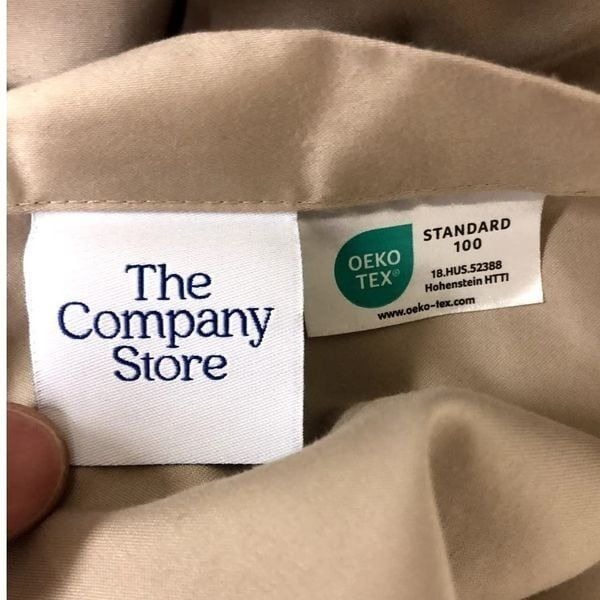 The
Company
Store
OEKO
TEX®
STANDARD
100
18.HUS.52388
Hohenstein HTTI
www.oeko-tex.com